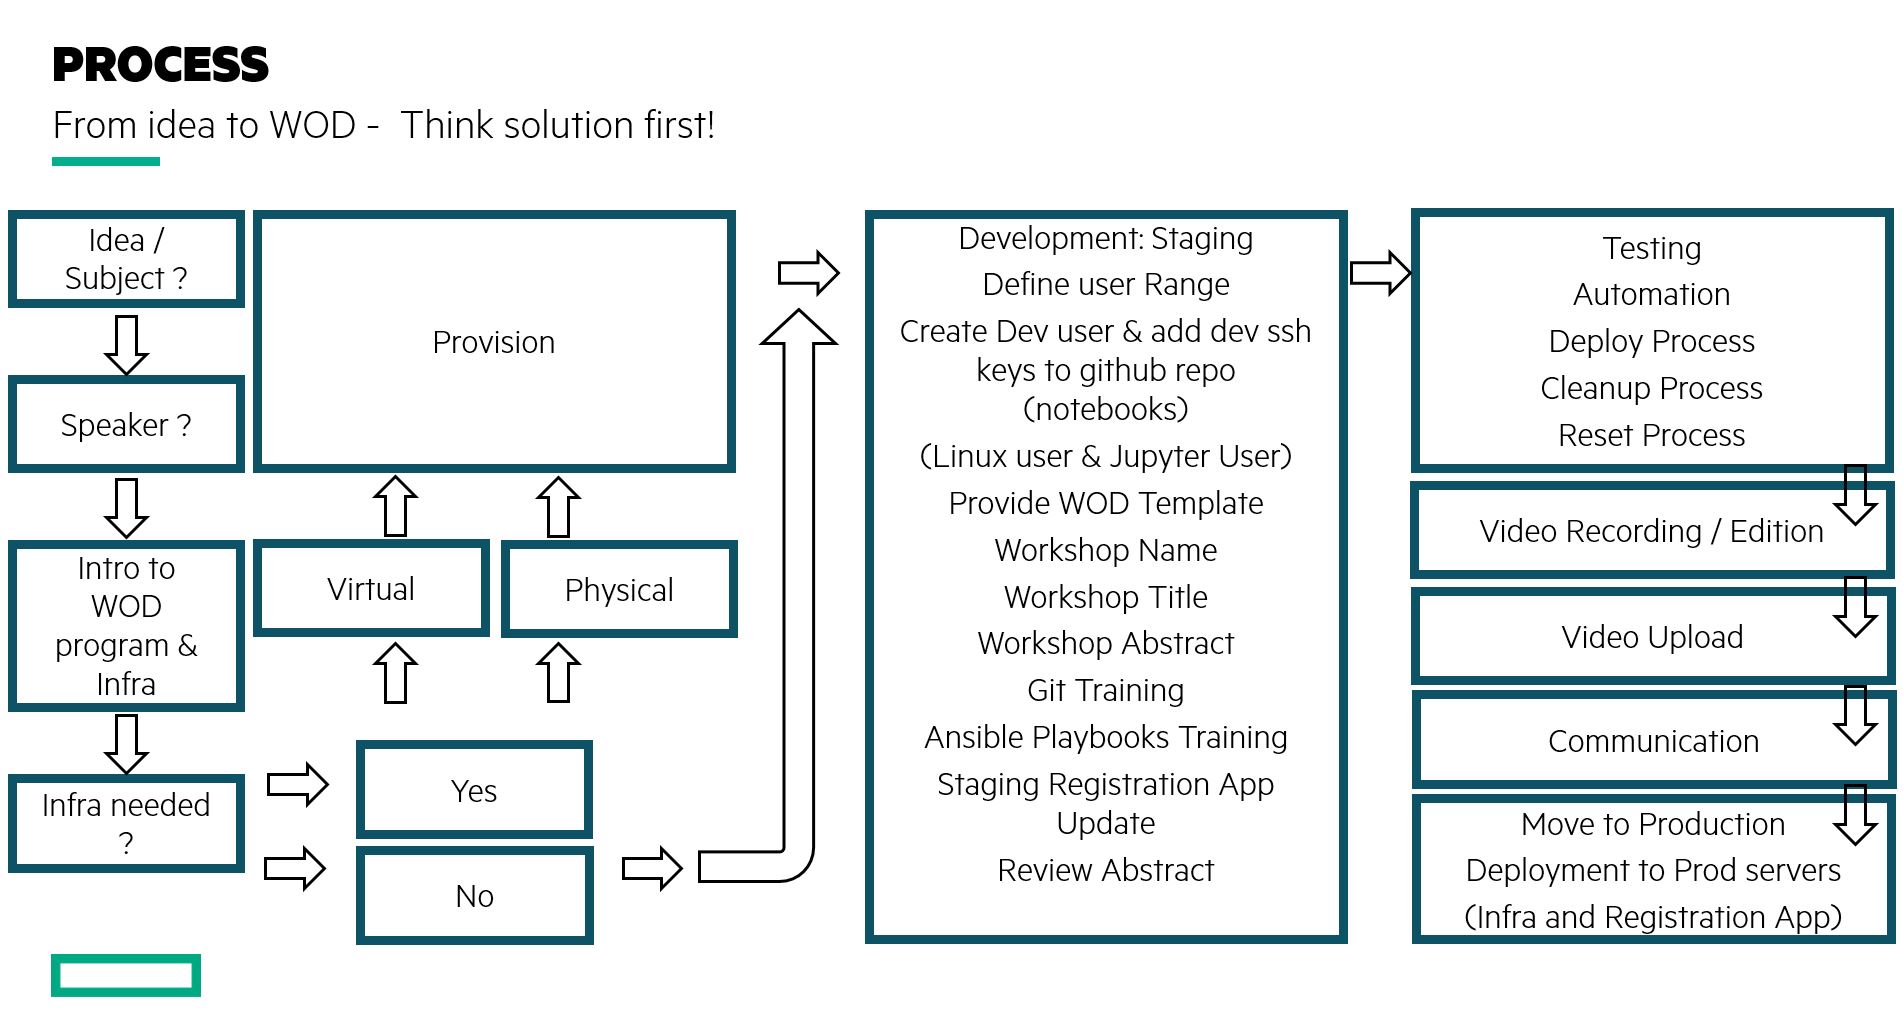 PROCESS
From idea to WOD - Think solution first!
Idea /
Subject ?
Speaker ?
Intro to
WOD
program &
Infra
Infra needed
?
Provision
Virtual
Physical
Yes
No
Development: Staging
Define user Range
Create Dev user & add dev ssh
keys to github repo
(notebooks)
(Linux user & Jupyter User)
Provide WOD Template
Workshop Name
Workshop Title
Workshop Abstract
Git Training
Ansible Playbooks Training
Staging Registration App
Update
Review Abstract
Testing
Automation
Deploy Process
Cleanup Process
Reset Process
Video Recording / Edition
Video Upload
Communication
Move to Production
Deployment to Prod servers
(Infra and Registration App)